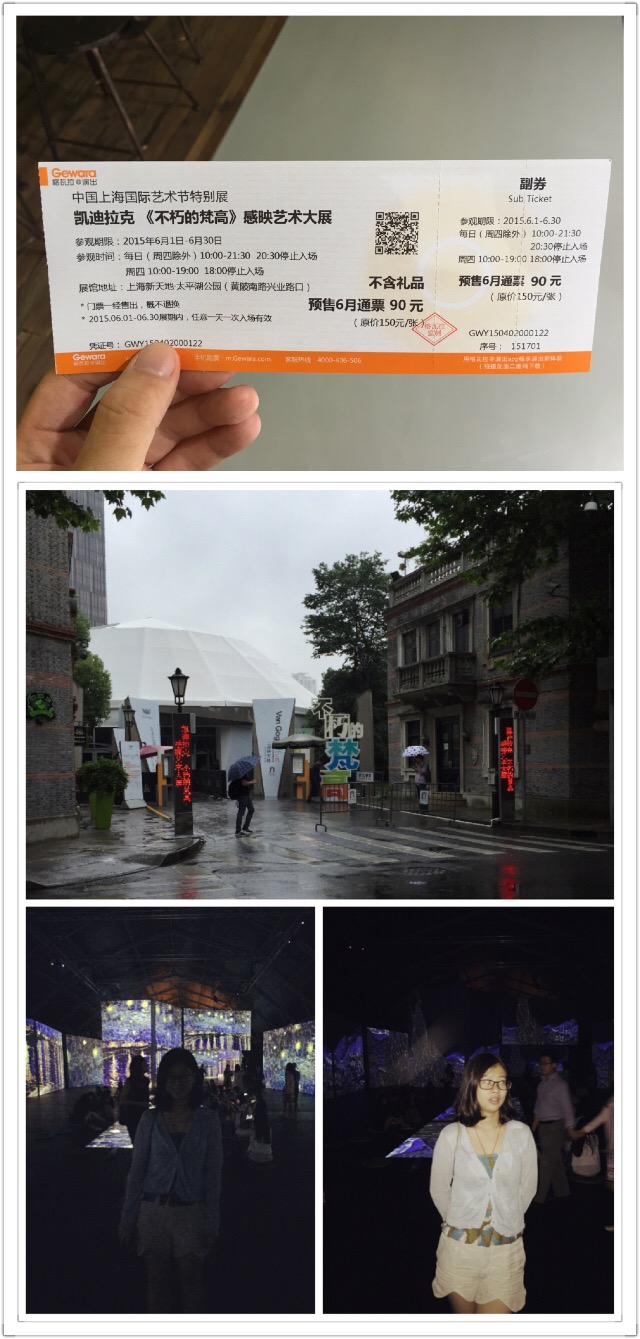 Gewara
格瓦拉@演出
中国上海国际艺术节特别展
凯迪拉克 《不朽的梵高》感映艺术大展
参观期限：2015年6月1日-6月30日
参观时间：每日（周四除外）10:00-21:30 20:30停止入场
周四 10:00-19:00 18:00停止入场
展馆地址：上海新天地·太平湖公园（黄陂南路兴业路口）
* 门票一经售出，概不退换
* 2015.06.01-06.30展期内，任意一天一次入场有效
不含礼品
预售6月通票 90 元
（原价150元/张）
凭证号：GWY150402000122
Gewara
格瓦拉@演出
m.Gewara.com
客服热线
副券
Sub Ticket
参观期限：2015.6.1-6.30
每日（周四除外）10:00-21:30
20:30停止入场
周四 10:00-19:00 18:00停止入场
预售6月通票 90 元
（原价150元/张）
GWY150402000122
序号： 151701
不朽的
梵
Van Gogh